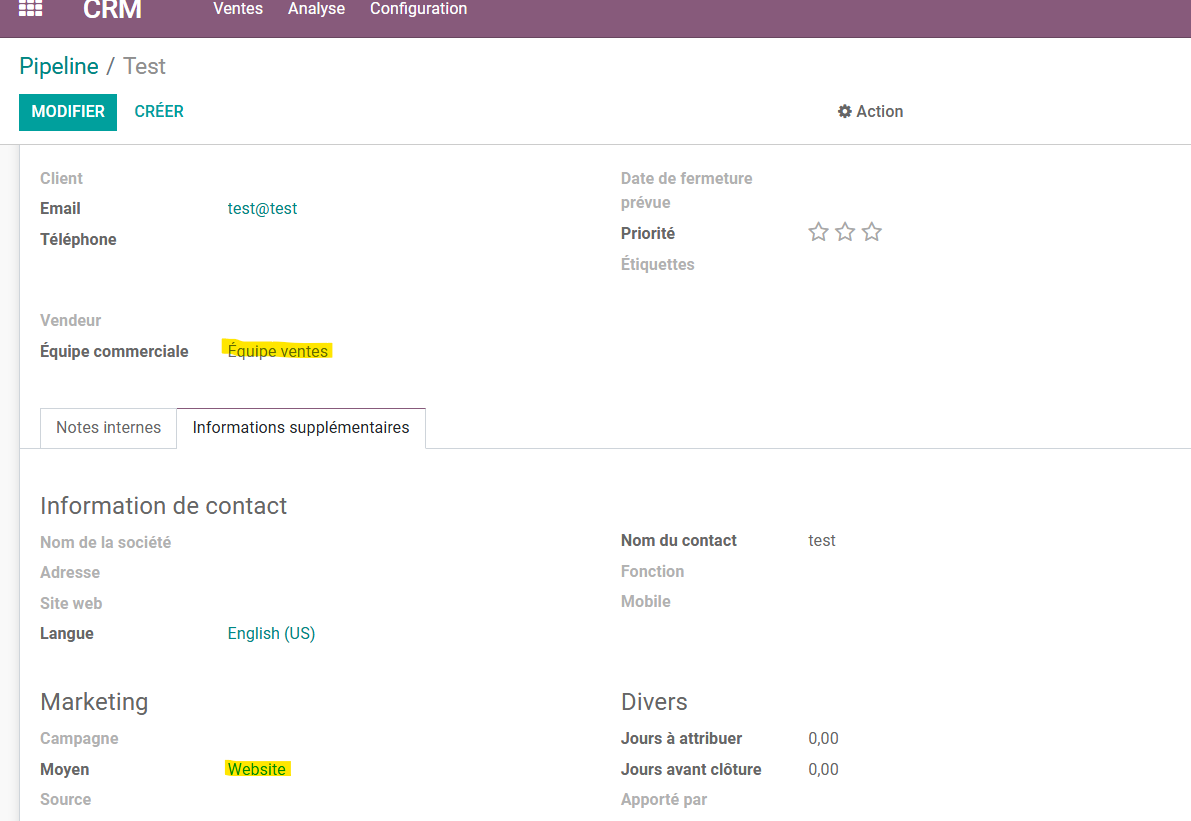 CRM Ventes Analyse Configuration
Pipeline / Test
MODIFIER CRÉER Action
Client
Email test@test
Téléphone
Date de fermeture
prévue
Priorité
Étiquettes
Vendeur
Équipe commerciale Équipe ventes
Notes internes Informations supplémentaires
Information de contact
Nom de la société
Adresse
Site web
Langue English (US)
Nom du contact test
Fonction
Mobile
Marketing
Campagne
Moyen Website
Source
Divers
Jours à attribuer 0,00
Jours avant clôture 0,00
Apporté par